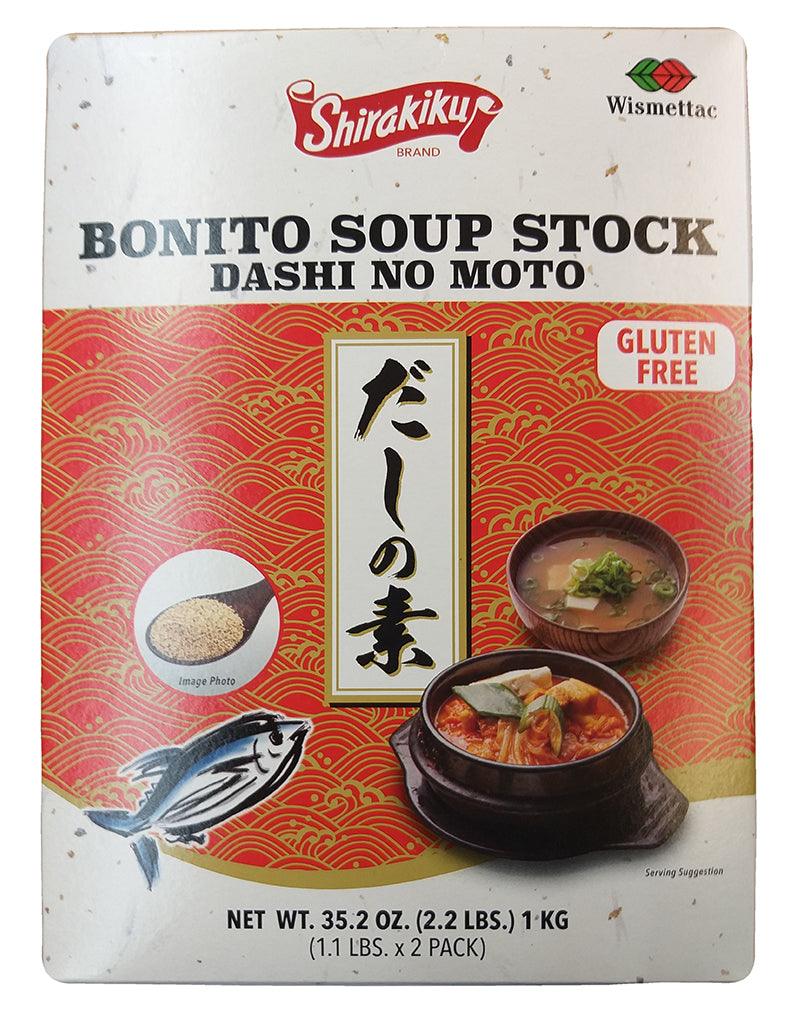 Shirakiku
BRAND
Wismettac
BONITO SOUP STOCK
DASHI NO MOTO
GLUTEN
FREE
だしの素
Image Photo
Serving Suggestion
NET WT. 35.2 OZ. (2.2 LBS.) 1 KG
(1.1 LBS. x 2 PACK)